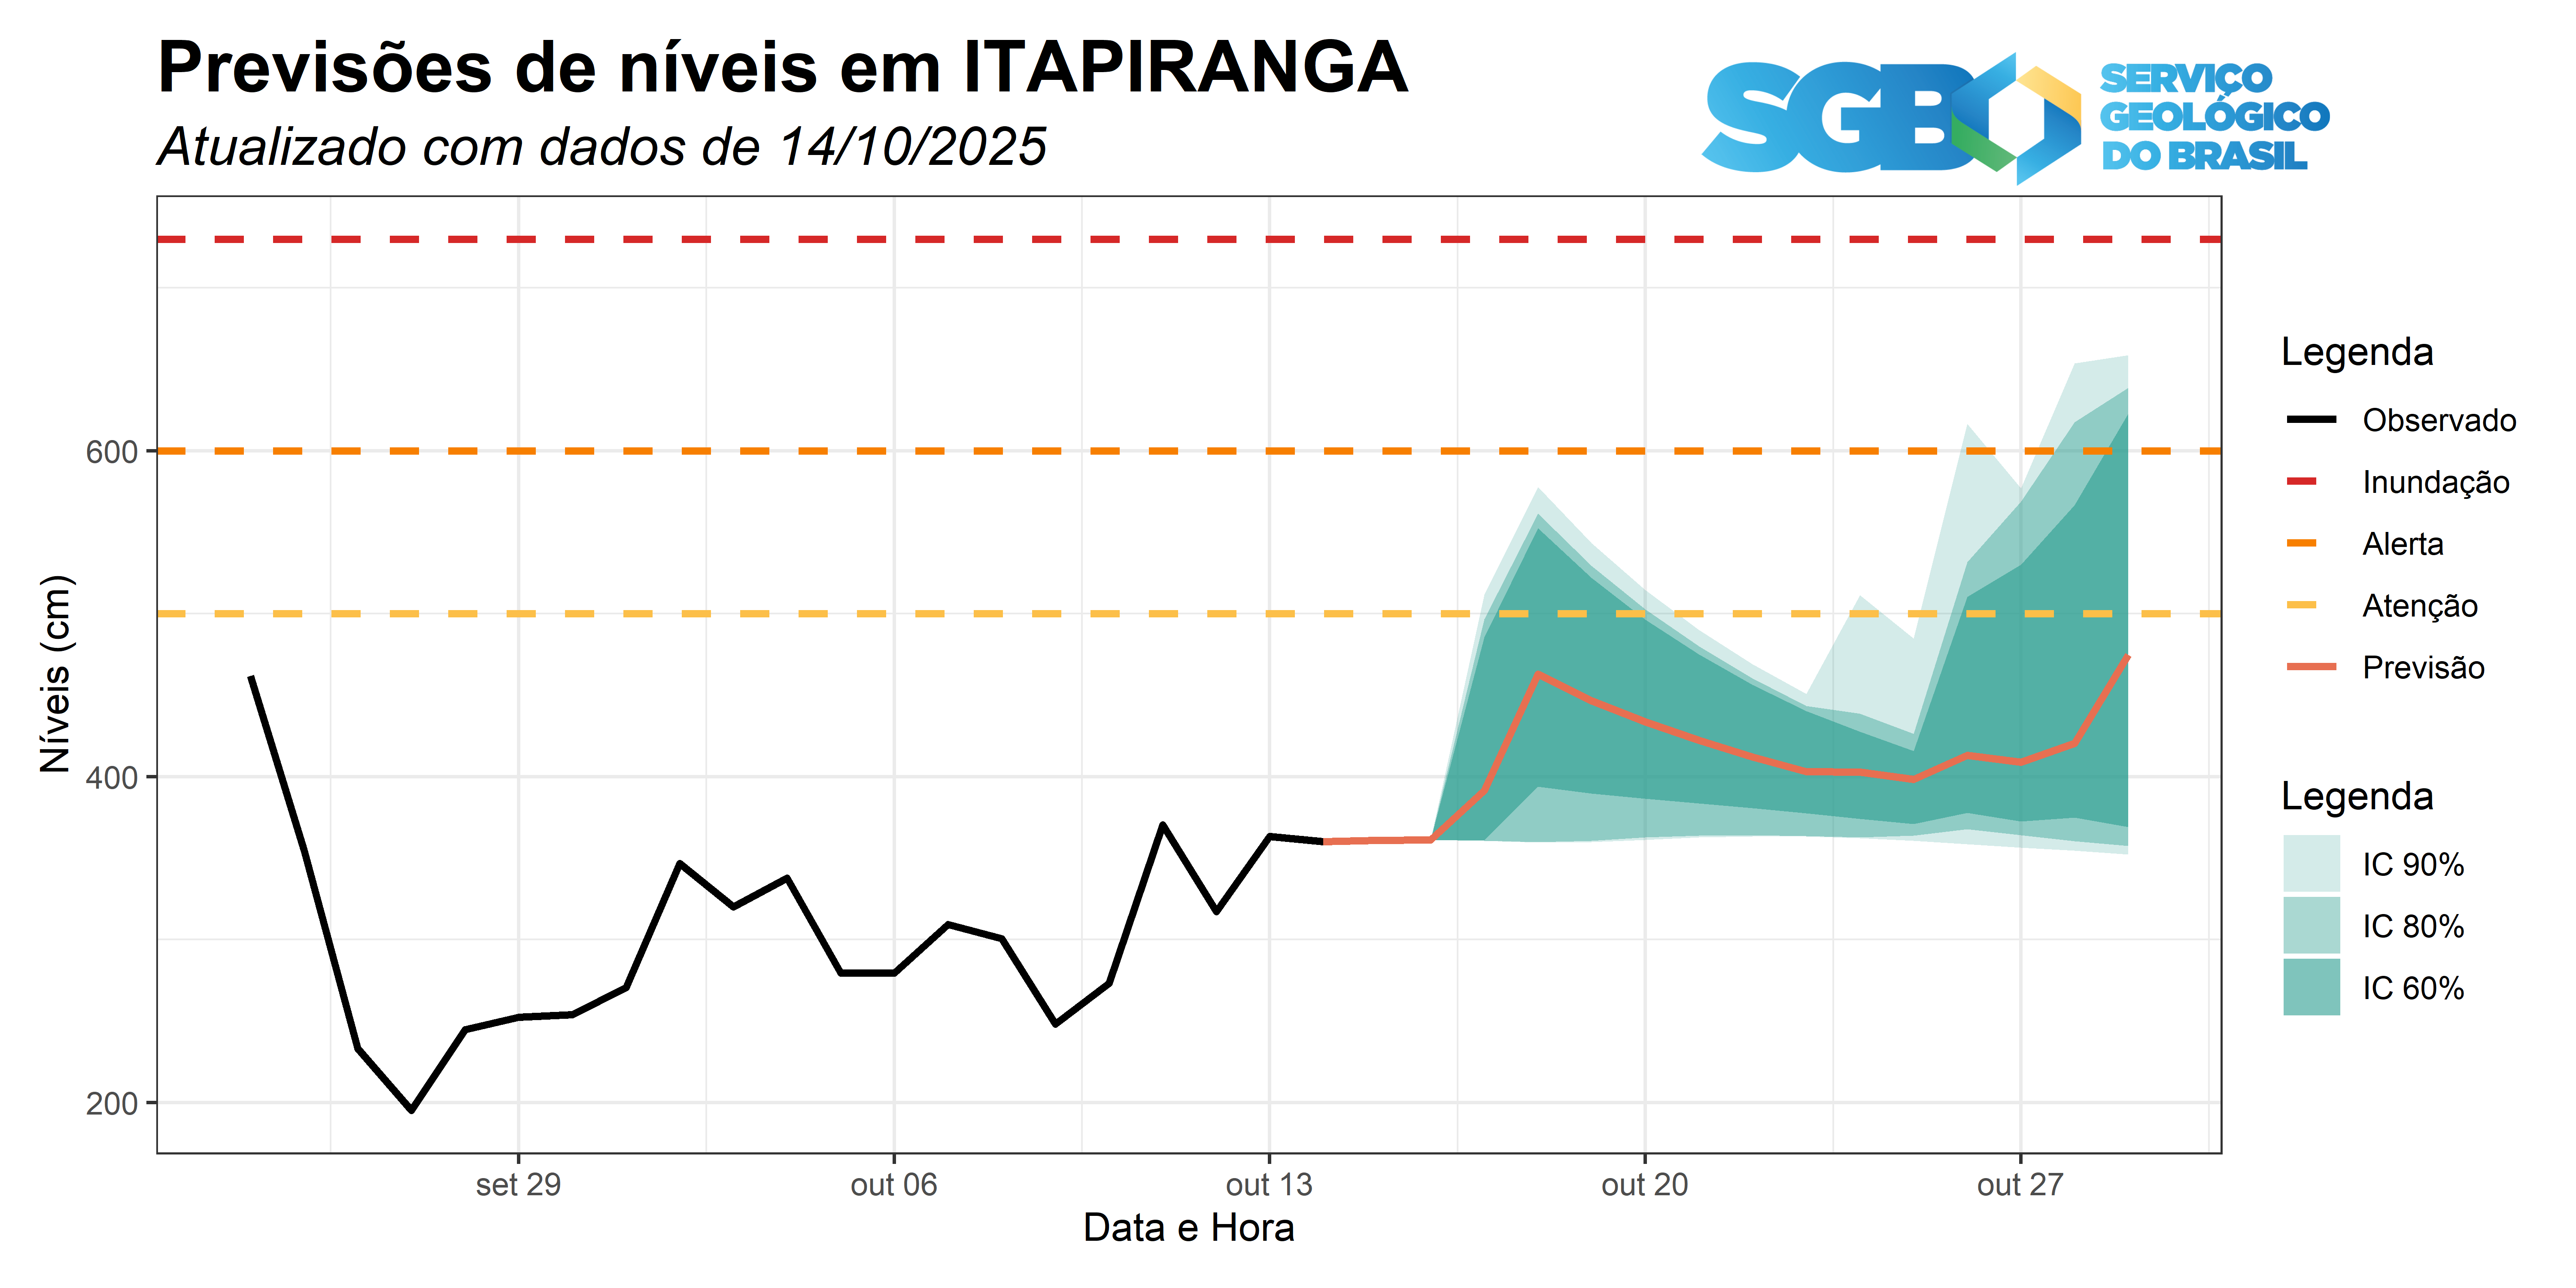 Previsões de níveis em ITAPIRANGA
Atualizado com dados de 14/10/2025
SGB
SERVIÇO
GEOLÓGICO
DO BRASIL
Níveis (cm)
600
400
200
set 29
out 06
out 13
out 20
out 27
Data e Hora
Legenda
Observado
Inundação
Alerta
Atenção
Previsão
Legenda
IC 90%
IC 80%
IC 60%